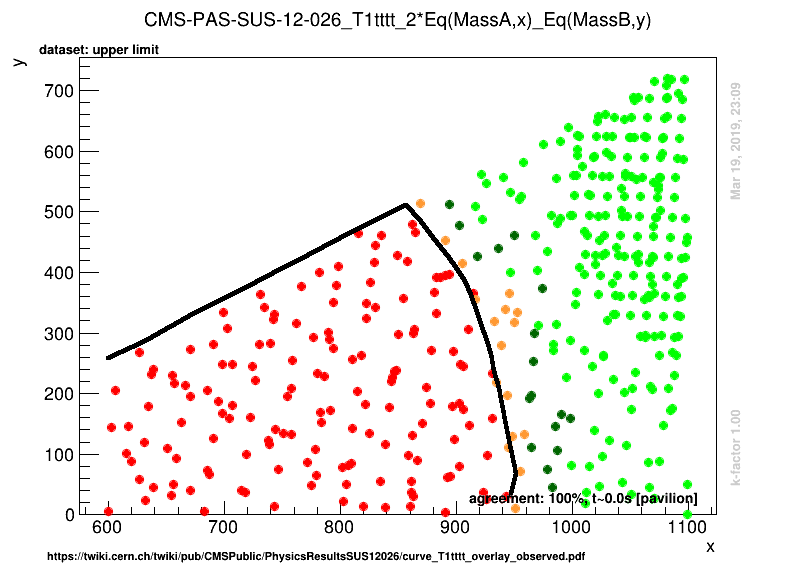 CMS-PAS-SUS-12-026_T1tttt_2*Eq(MassA,x)_Eq(MassB,y)
dataset: upper limit
y
700
600
500
400
300
200
100
0
600 700 800 900 1000 1100
x
agreement: 100%, t~0.0s [pavilion]
Mar 19, 2019, 23:09
k-factor 1.00
https://twiki.cern.ch/twiki/pub/CMSPublic/PhysicsResultsSUS12026/curve_T1tttt_overlay_observed.pdf